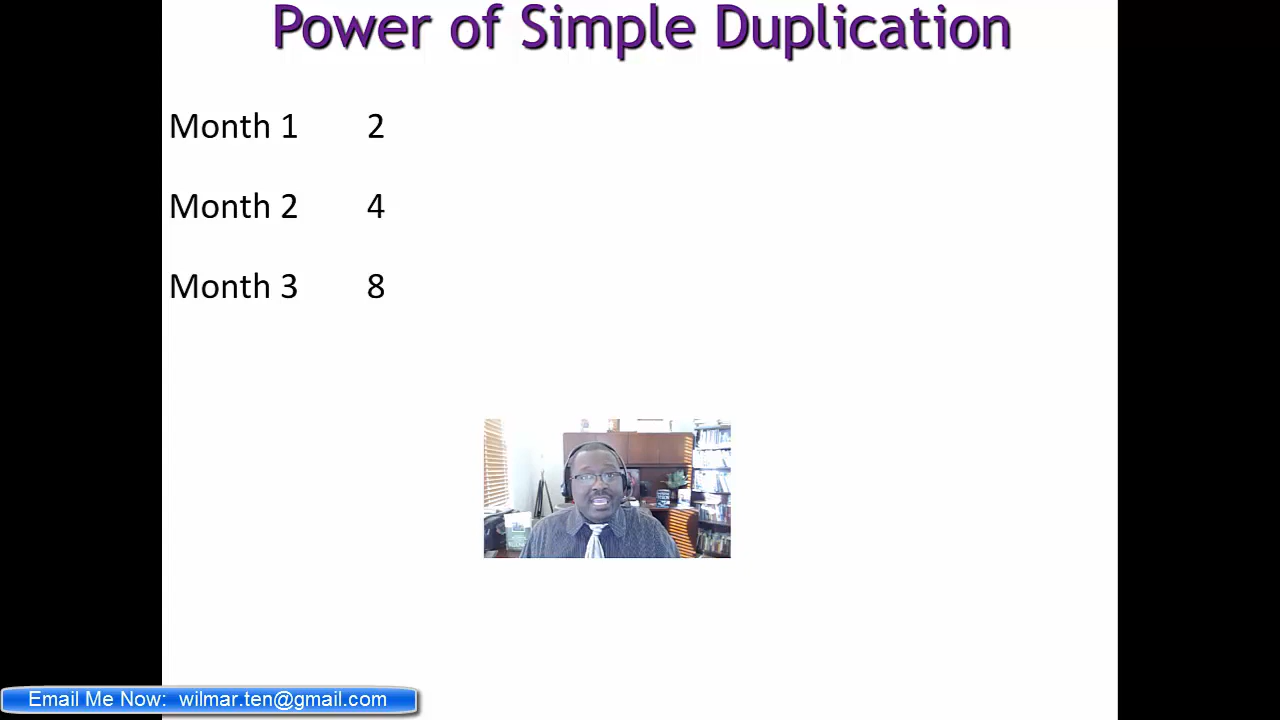 Power of Simple Duplication
Month 1 2
Month 2 4
Month 3 8
Email Me Now: wilmar.ten@gmail.com